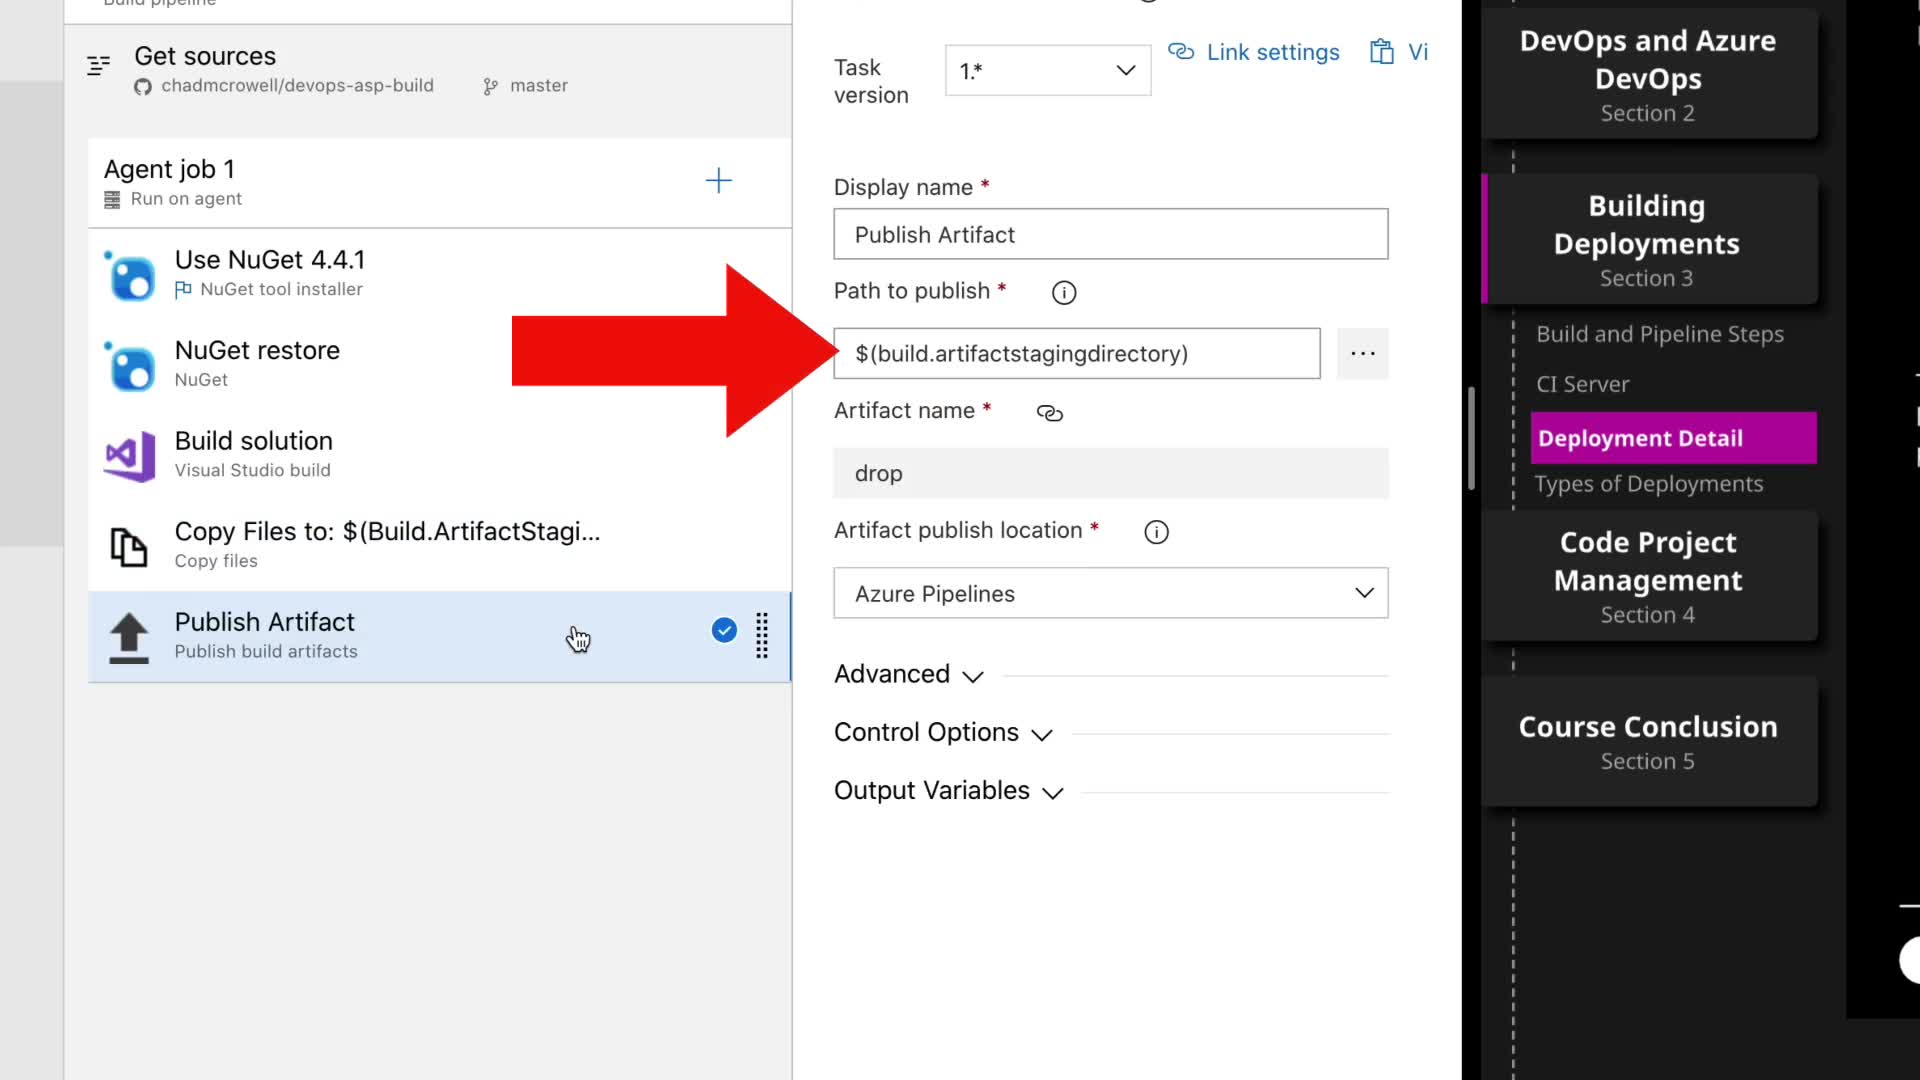 Build pipeline
Get sources
chadmcrowell/devops-asp-build master
Agent job 1
Run on agent
Use NuGet 4.4.1
NuGet tool installer
NuGet restore
NuGet
Build solution
Visual Studio build
Copy Files to: $(Build.ArtifactStagi...
Copy files
Publish Artifact
Publish build artifacts
Task
version
1.*
Link settings
Vi
Display name *
Publish Artifact
Path to publish *
$(build.artifactstagingdirectory)
...
Artifact name *
drop
Artifact publish location *
Azure Pipelines
Advanced
Control Options
Output Variables
DevOps and Azure
DevOps
Section 2
Building
Deployments
Section 3
Build and Pipeline Steps
CI Server
Deployment Detail
Types of Deployments
Code Project
Management
Section 4
Course Conclusion
Section 5